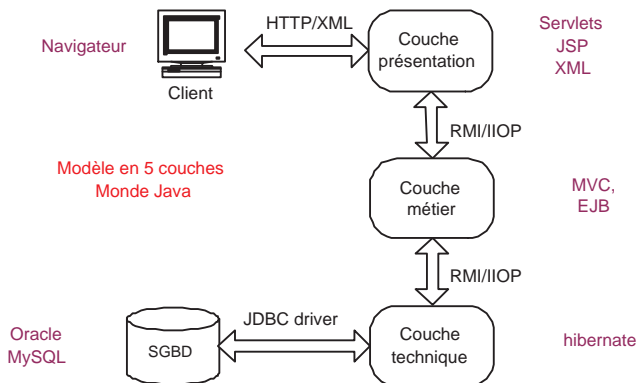 Navigateur
Client
HTTP/XML
Couche
présentation
Servlets
JSP
XML
RMI/IIOP
Modèle en 5 couches
Monde Java
Couche
métier
MVC,
EJB
RMI/IIOP
Oracle
MySQL
SGBD
JDBC driver
Couche
technique
hibernate